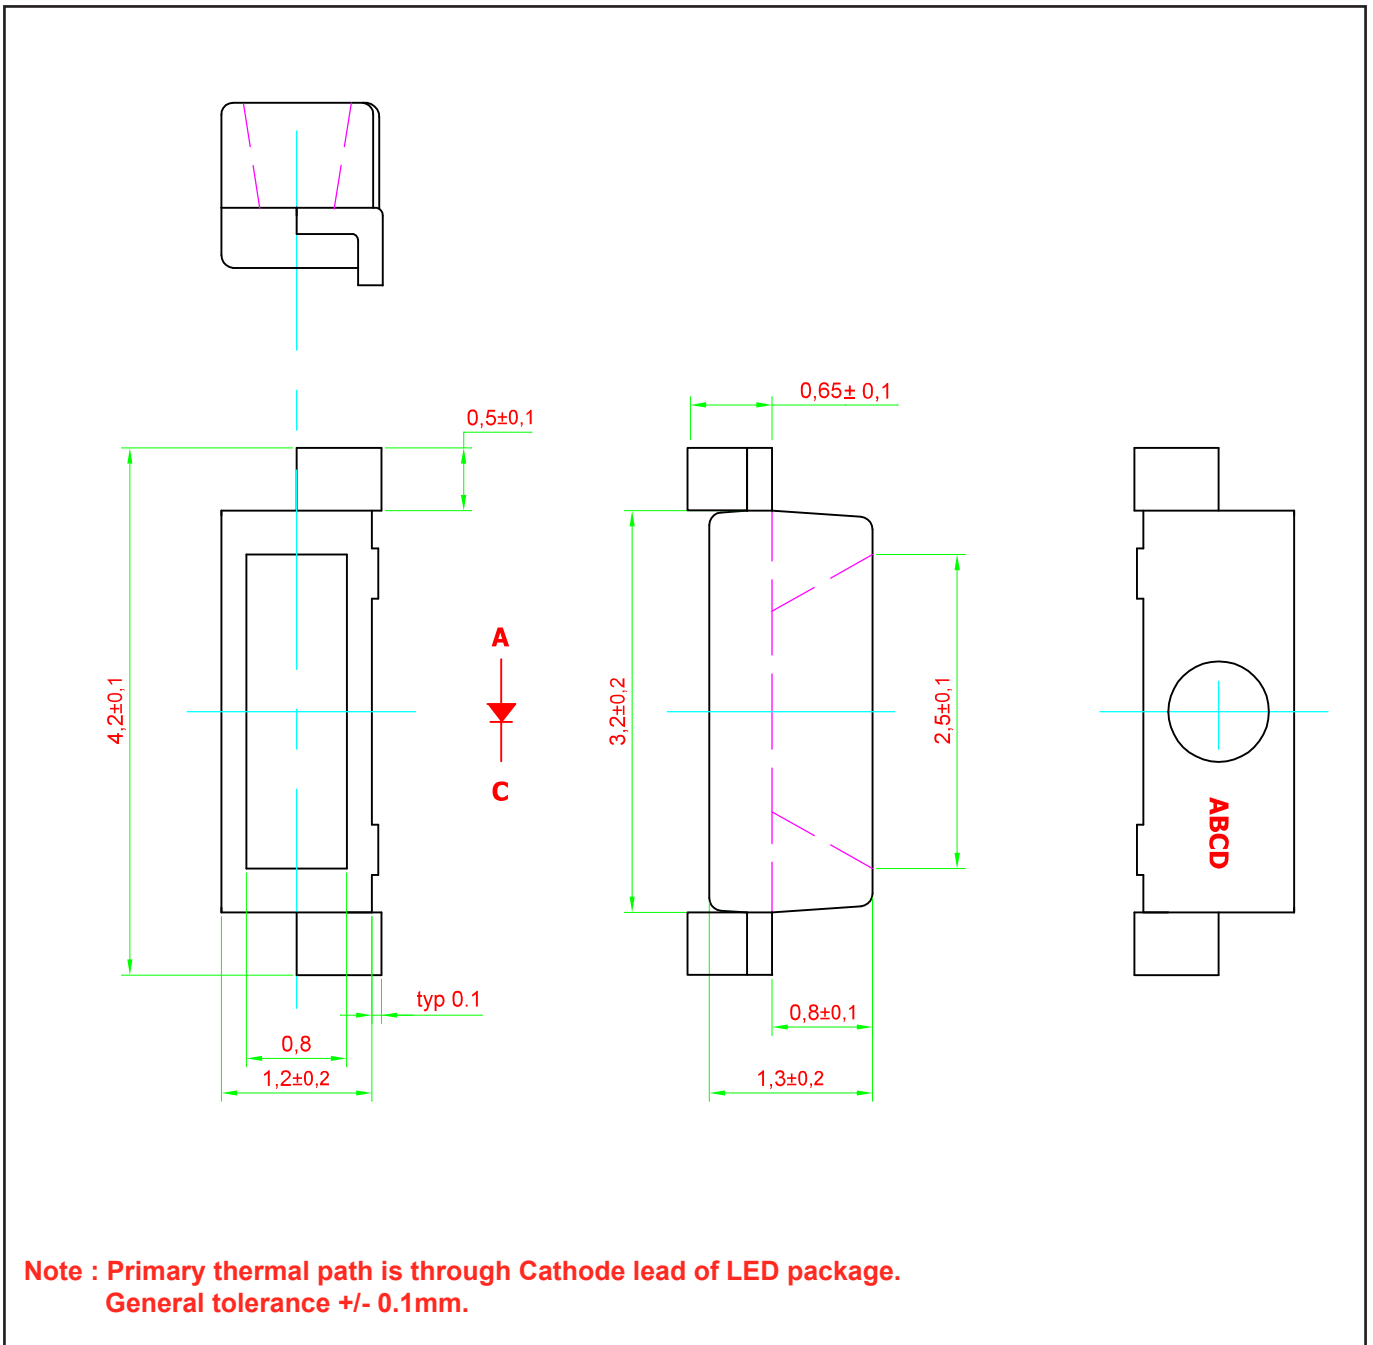 0,65± 0,1
0,5±0,1
A
4,2±0,1
3,2±0,2
2,5±0,1
C
ABCD
typ 0.1
0,8±0,1
0,8
1,2±0,2
1,3±0,2
Note : Primary thermal path is through Cathode lead of LED package.
General tolerance +/- 0.1mm.